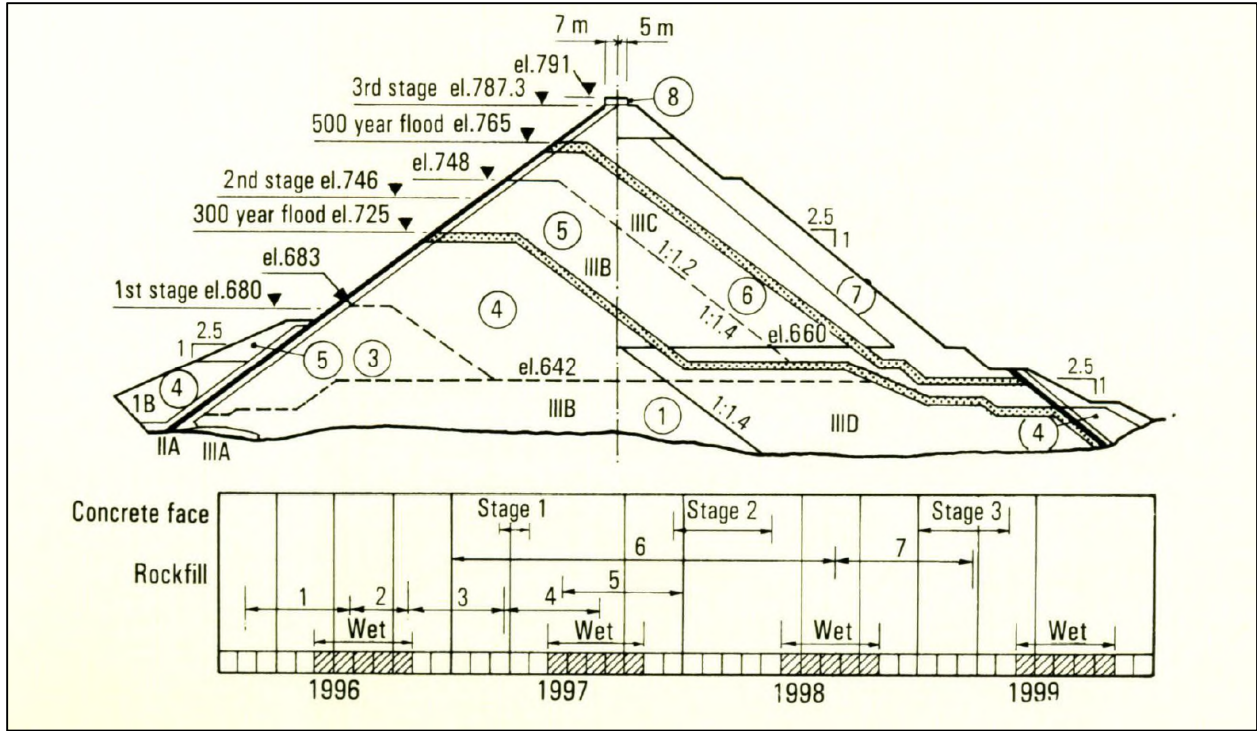 7 m 5 m
el.791
3rd stage el.787.3
8
500 year flood el.765
el.748
2nd stage el.746
2.5
1
300 year flood el.725
5 IIIC
1:1.2
IIIB
6
7
el.683
1st stage el.680
4
1:1.4
el.660
2.5
1
5 3
el.642
2.5
1
4
1B
IIIB
1
1:1.4
IIID
4
IIA IIIA
Concrete face
Stage 1 Stage 2 Stage 3
6 7
Rockfill
5
1 2 3 4
Wet Wet Wet Wet
1996 1997 1998 1999